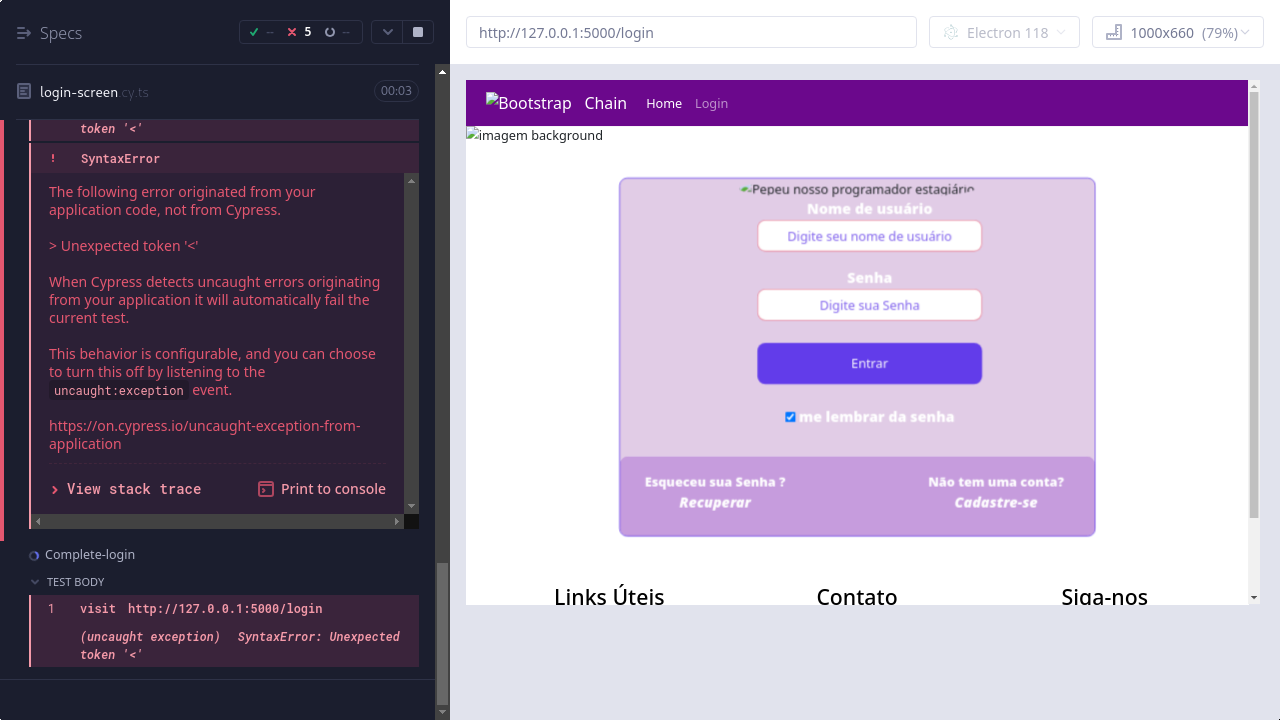 Specs
--
5
--
login-screen.cy.ts
00:03
token '<'
! SyntaxError
The following error originated from your
application code, not from Cypress.
> Unexpected token '<'
When Cypress detects uncaught errors originating
from your application it will automatically fail the
current test.
This behavior is configurable, and you can choose
to turn this off by listening to the
uncaught:exception event.
https://on.cypress.io/uncaught-exception-from-
application
View stack trace
Print to console
Complete-login
TEST BODY
1 visit http://127.0.0.1:5000/login
(uncaught exception) SyntaxError: Unexpected
token '<'
http://127.0.0.1:5000/login
Electron 118
1000x660 (79%)
Bootstrap Chain Home Login
imagem background
Pepeu nosso programador estagiário
Nome de usuário
Digite seu nome de usuário
Senha
Digite sua Senha
Entrar
me lembrar da senha
Esqueceu sua Senha ?
Recuperar
Não tem uma conta?
Cadastre-se
Links Úteis
Contato
Siga-nos